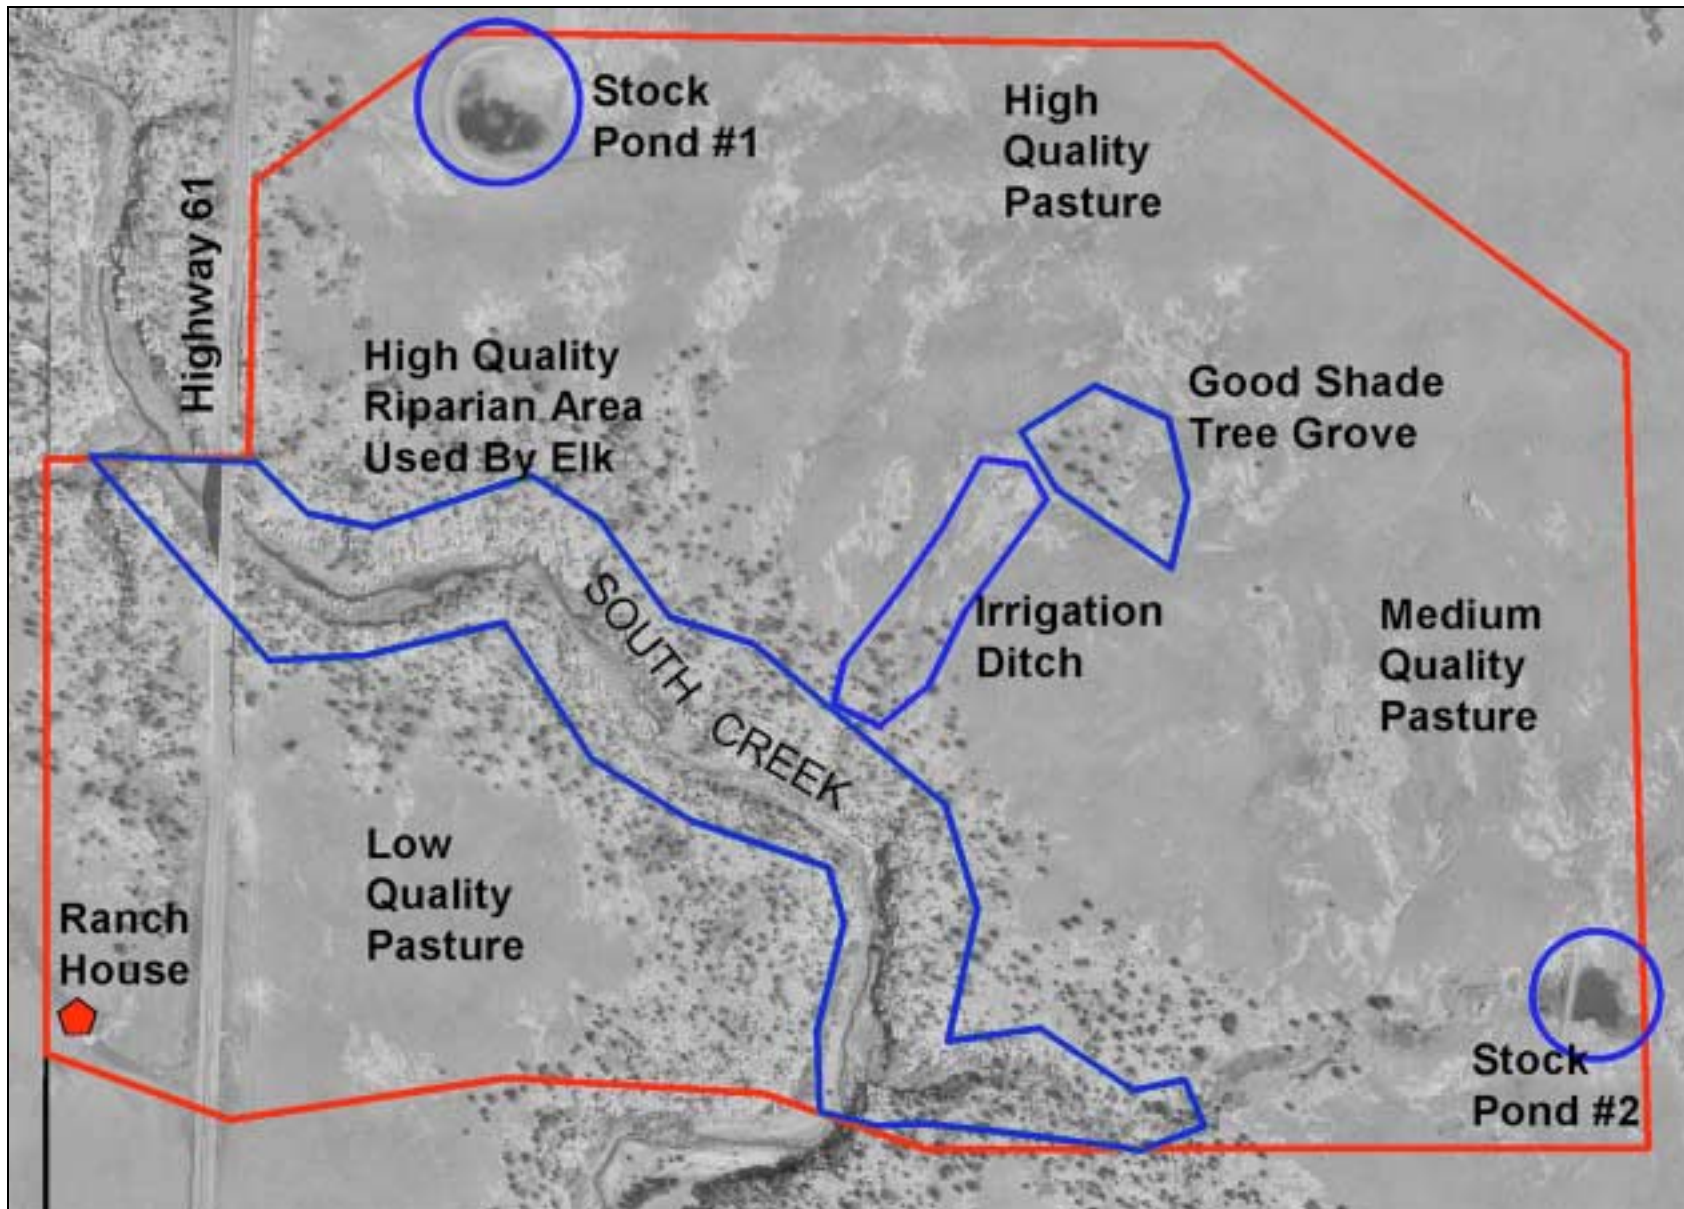 Stock
Pond #1
High
Quality
Pasture
Highway 61
High Quality
Riparian Area
Used By Elk
Good Shade
Tree Grove
SOUTH CREEK
Irrigation
Ditch
Medium
Quality
Pasture
Low
Quality
Pasture
Ranch
House
Stock
Pond #2